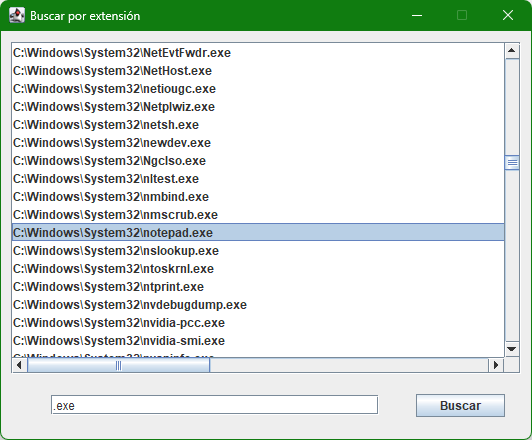 Buscar por extensión
C:\Windows\System32\NetEvtFwdr.exe
C:\Windows\System32\NetHost.exe
C:\Windows\System32\netiougc.exe
C:\Windows\System32\Netplwiz.exe
C:\Windows\System32\netsh.exe
C:\Windows\System32\newdev.exe
C:\Windows\System32\NgcIso.exe
C:\Windows\System32\nltest.exe
C:\Windows\System32\nmbind.exe
C:\Windows\System32\nmscrub.exe
C:\Windows\System32\notepad.exe
C:\Windows\System32\nslookup.exe
C:\Windows\System32\ntoskrnl.exe
C:\Windows\System32\ntprint.exe
C:\Windows\System32\nvdebugdump.exe
C:\Windows\System32\nvidia-pcc.exe
C:\Windows\System32\nvidia-smi.exe
.exe
Buscar